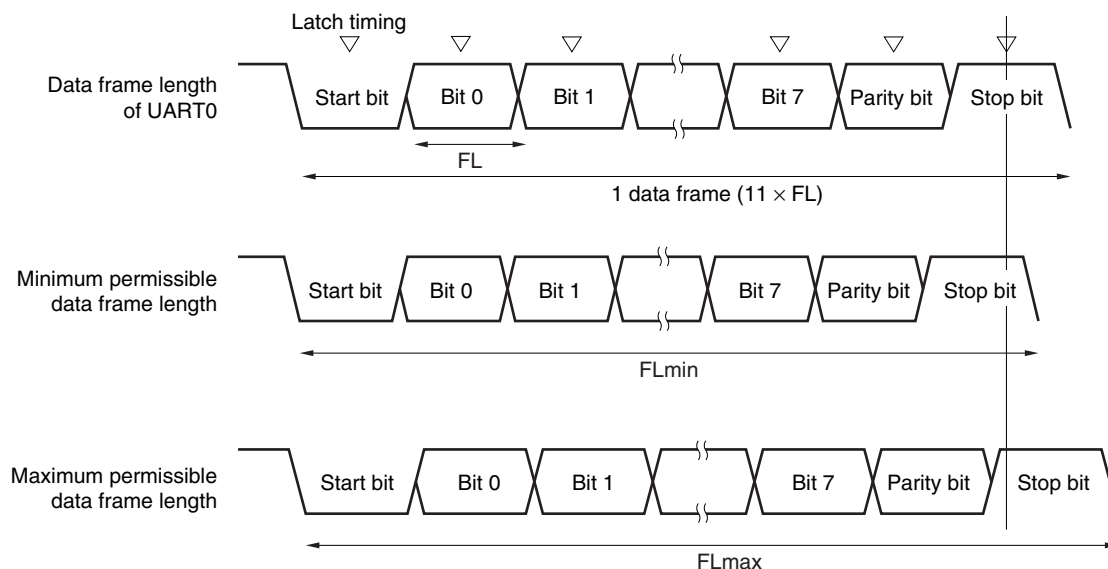 Latch timing
Data frame length
of UART0
Start bit
Bit 0
Bit 1
Bit 7
Parity bit
Stop bit
FL
1 data frame (11 × FL)
Minimum permissible
data frame length
Start bit
Bit 0
Bit 1
Bit 7
Parity bit
Stop bit
FLmin
Maximum permissible
data frame length
Start bit
Bit 0
Bit 1
Bit 7
Parity bit
Stop bit
FLmax